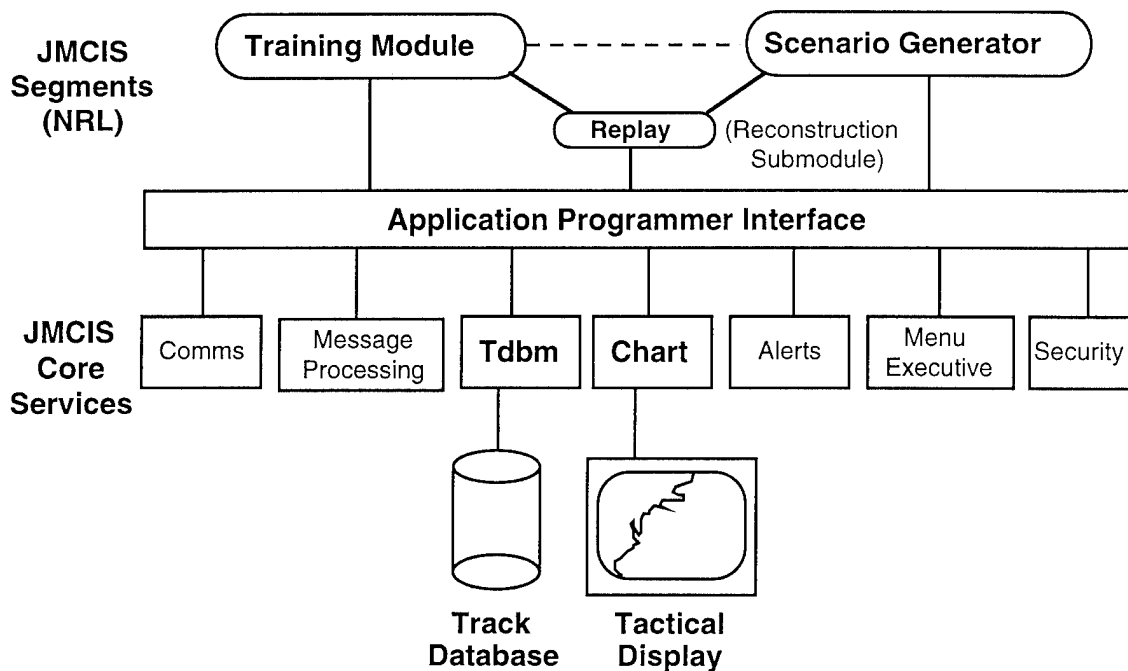 JMCIS
Segments
(NRL)
Training Module
Scenario Generator
Replay
(Reconstruction
Submodule)
Application Programmer Interface
JMCIS
Core
Services
Comms
Message
Processing
Tdbm
Chart
Alerts
Menu
Executive
Security
Track
Database
Tactical
Display